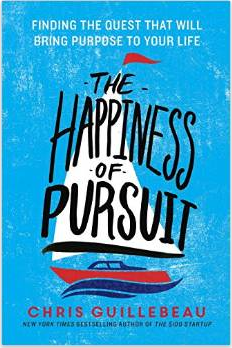 FINDING THE QUEST THAT WILL
BRING PURPOSE TO YOUR LIFE
-THE-
HAPPINESS
-OF-
PURSUIT
CHRIS GUILLEBEAU
NEW YORK TIMES BESTSELLING AUTHOR OF THE $100 STARTUP